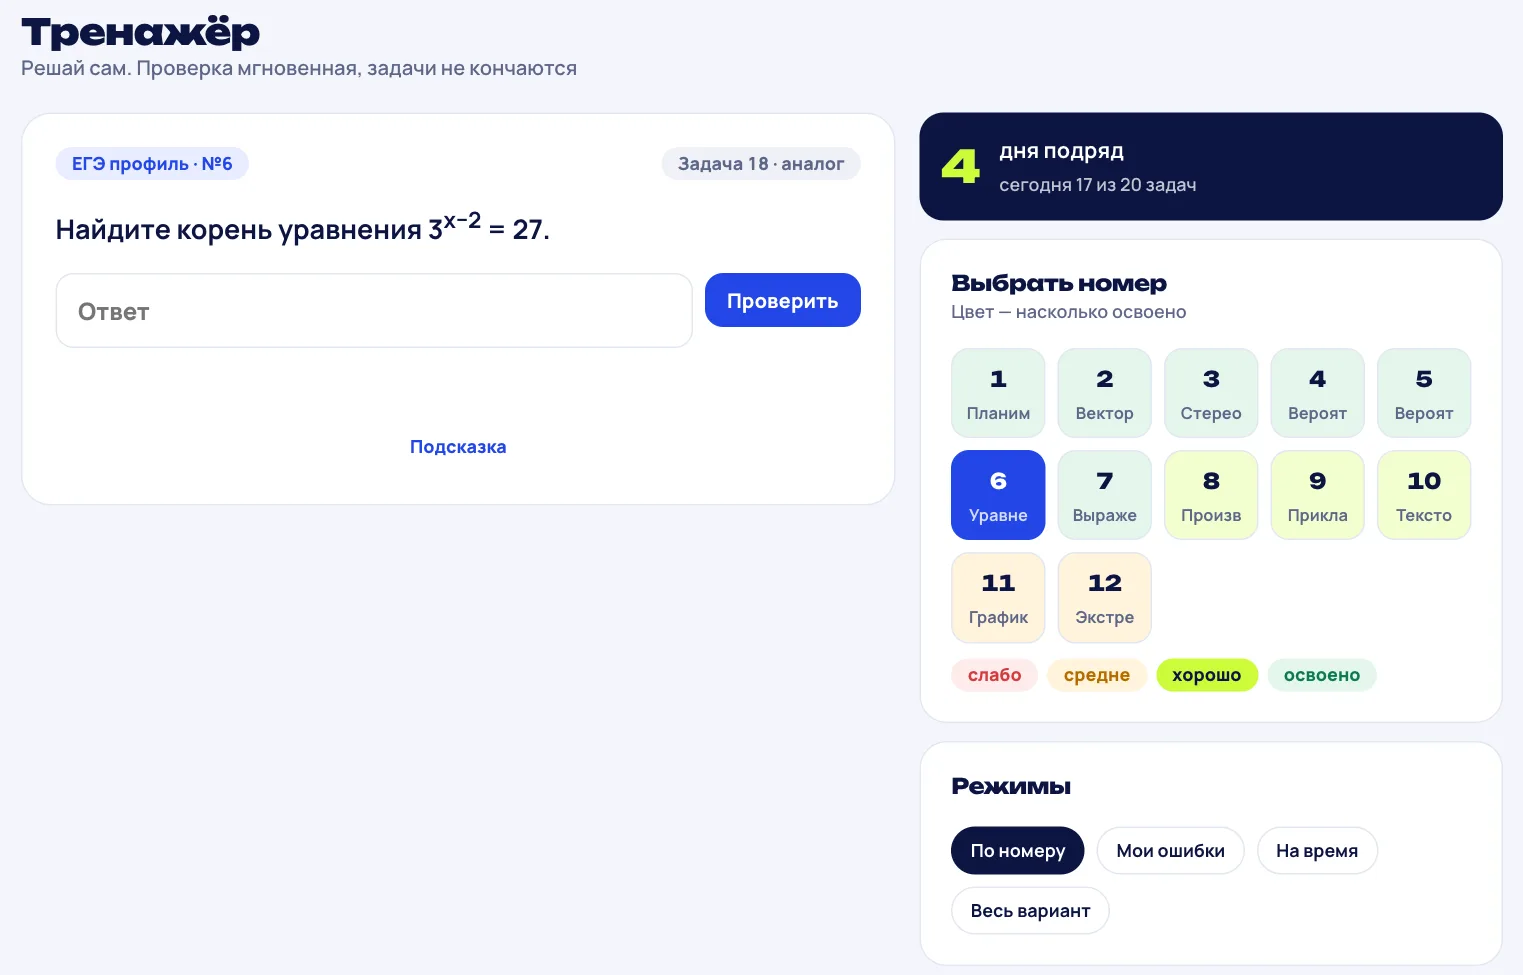 Тренажёр
Решай сам. Проверка мгновенная, задачи не кончаются
ЕГЭ профиль · №6
Задача 18 · аналог
Найдите корень уравнения 3^{x−2} = 27.
Ответ
Проверить
Подсказка
4
дня подряд
сегодня 17 из 20 задач
Выбрать номер
Цвет — насколько освоено
1
Планим
2
Вектор
3
Стерео
4
Вероят
5
Вероят
6
Уравне
7
Выраже
8
Произв
9
Прикла
10
Тексто
11
График
12
Экстре
слабо
средне
хорошо
освоено
Режимы
По номеру
Мои ошибки
На время
Весь вариант